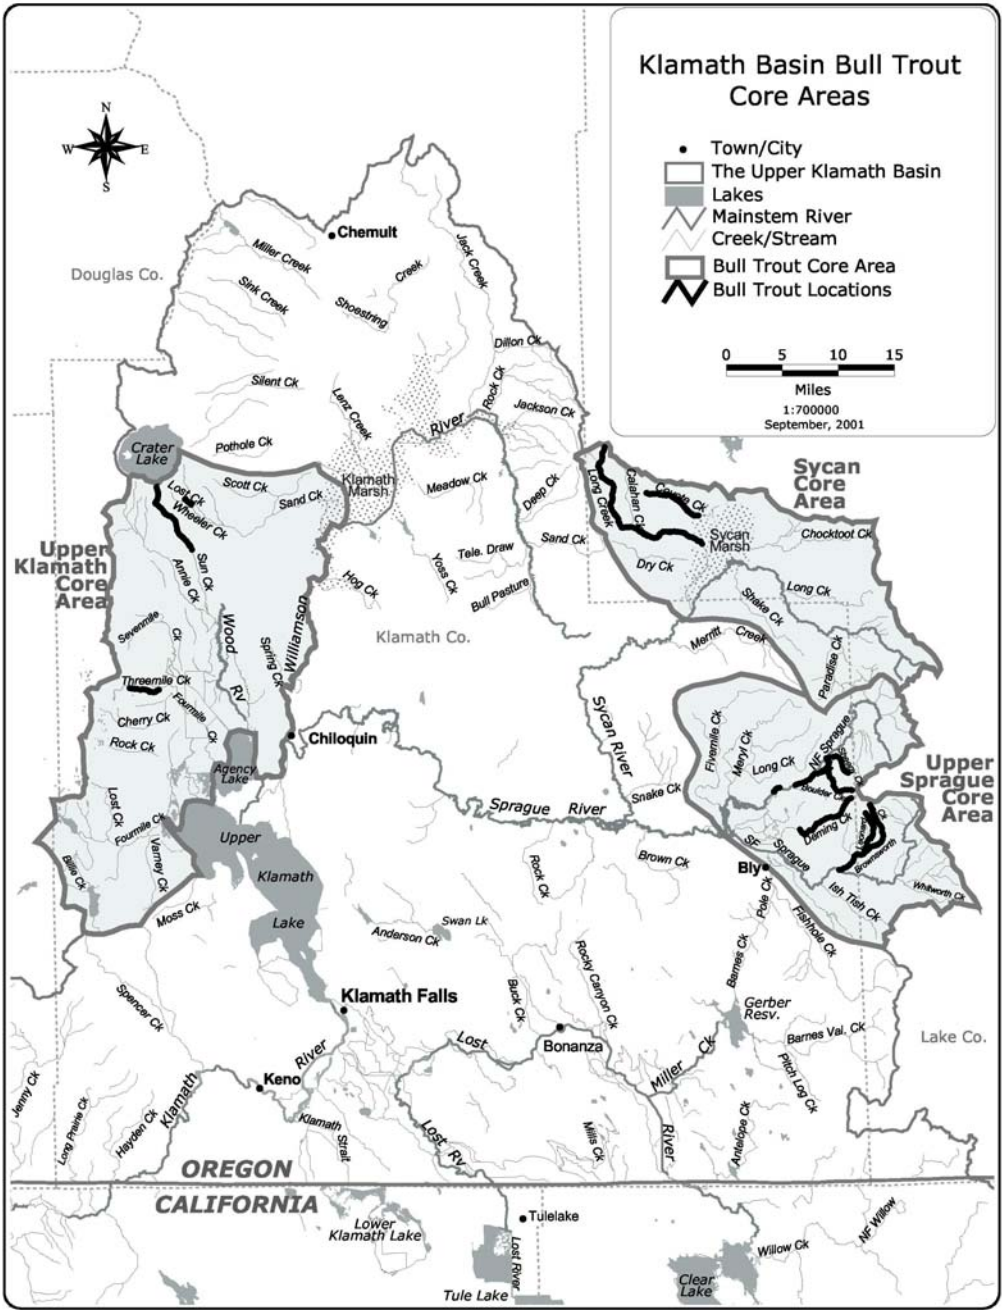 Klamath Basin Bull Trout
Core Areas
Town/City
The Upper Klamath Basin
Lakes
Mainstem River
Creek/Stream
Bull Trout Core Area
Bull Trout Locations
0 5 10 15
Miles
1:700000
September, 2001
N
W E
S
Chemult
Douglas Co.
Miller Creek
Sink Creek
Shoestring
Creek
Jack Creek
Dillon Ck
Silent Ck
Lenz Creek
Rock Ck
Jackson Ck
River
Pothole Ck
Crater
Lake
Klamath
Marsh
Meadow Ck
Deep Ck
Scott Ck
Sand Ck
Lost Ck
Wheeler Ck
Long Creek
Calahan Ck
Coyote Ck
Sycan
Core
Area
Sycan
Marsh
Chocktoot Ck
Upper
Klamath
Core
Area
Annie Ck
Sun Ck
Hog Ck
Yoss Ck
Tele. Draw
Sand Ck
Bull Pasture
Dry Ck
Long Ck
Shake Ck
Sevenmile
Ck
Wood
Rv
Spring Ck
Williamson
Klamath Co.
Merritt
Creek
Paradise Ck
Threemile Ck
Fourmile
Ck
Cherry Ck
Rock Ck
Chiloquin
Sycan River
Fivemile Ck
Meryl Ck
Long Ck
NF Sprague
Agency
Lake
Upper
Sprague
Core
Area
Boulder Ck
Snake Ck
Sprague River
Lost Ck
Fourmile Ck
Varney Ck
Billie Ck
Upper
Klamath
Lake
Deming Ck
Leonard
Ck
Brownsworth
SF
Sprague
Rock Ck
Brown Ck
Bly
Pole Ck
Ish Tish Ck
Whitworth Ck
Fishhole Ck
Moss Ck
Swan Lk
Anderson Ck
Barnes Ck
Rocky Canyon Ck
Buck Ck
Spencer Ck
Klamath Falls
Gerber
Resv.
Barnes Val. Ck
Lake Co.
Lost
Bonanza
Miller
Ck
Pitch Log Ck
River
Keno
Klamath
Jenny Ck
Long Prairie Ck
Hayden Ck
Klamath
Strait
Lost
Rv
Mills Ck
River
Antelope Ck
OREGON
CALIFORNIA
Lower
Klamath Lake
Tulelake
Lost River
Tule Lake
Clear
Lake
Willow Ck
NF Willow